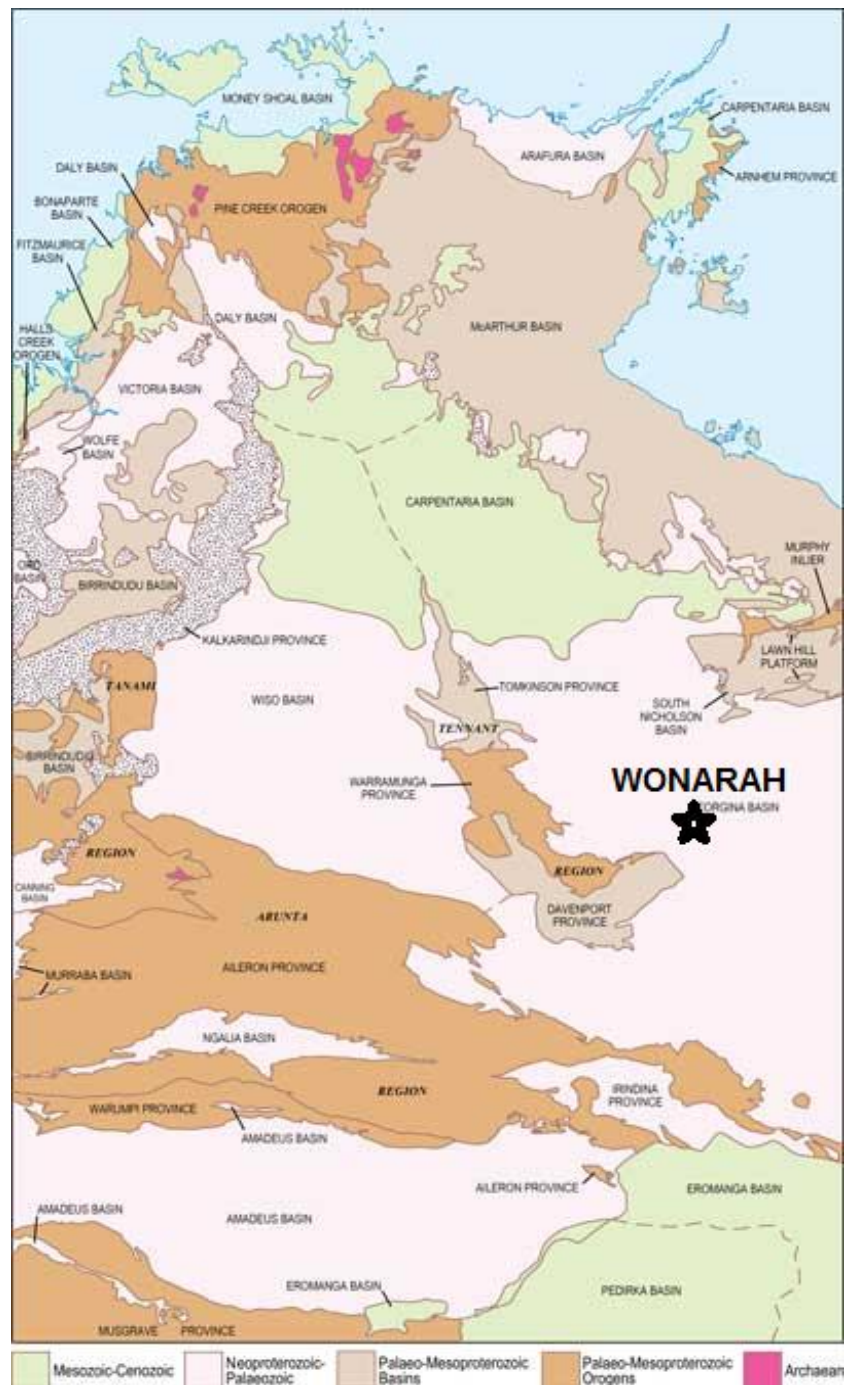 MONEY SHOAL BASIN
CARPENTARIA BASIN
ARAFURA BASIN
DALY BASIN
ARNHEM PROVINCE
BONAPARTE
BASIN
PINE CREEK OROGEN
FITZMAURICE
BASIN
HALLS
CREEK
OROGEN
DALY BASIN
McARTHUR BASIN
VICTORIA BASIN
WOLFE
BASIN
CARPENTARIA BASIN
ORD
BASIN
BIRRINDUDU BASIN
MURPHY
INLIER
KALKARINDJI PROVINCE
LAWN HILL
PLATFORM
TANAMI
WISO BASIN
TOMKINSON PROVINCE
SOUTH
NICHOLSON
BASIN
TENNANT
BIRRINDUDU
BASIN
WARRAMUNGA
PROVINCE
WONARAH
EORGINA BASIN
REGION
REGION
CANNING
BASIN
DAVENPORT
PROVINCE
ARUNTA
AILERON PROVINCE
MURRABA BASIN
NGALIA BASIN
REGION
IRINDINA
PROVINCE
WARUMPI PROVINCE
AMADEUS BASIN
AILERON PROVINCE
EROMANGA BASIN
AMADEUS BASIN
AMADEUS BASIN
EROMANGA BASIN
PEDIRKA BASIN
MUSGRAVE PROVINCE
Mesozoic-Cenozoic
Neoproterozoic-
Palaeozoic
Palaeo-Mesoproterozoic
Basins
Palaeo-Mesoproterozoic
Orogens
Archaean